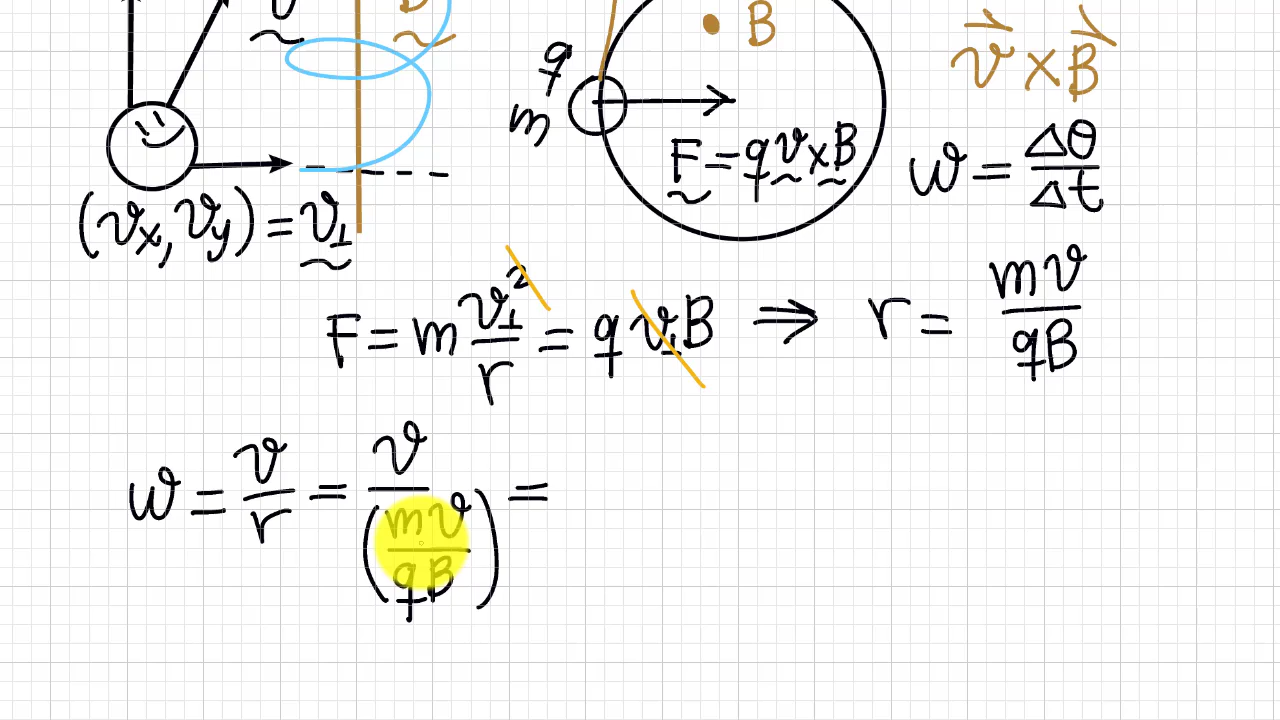 B
q
m
v⃗ × B⃗
F = qv × B
ω = Δθ/Δt
(vx, vy) = v⊥
F = m v⊥²/r = q v⊥ B ⇒ r = mv/qB
ω = v/r = v/(mv/qB) =